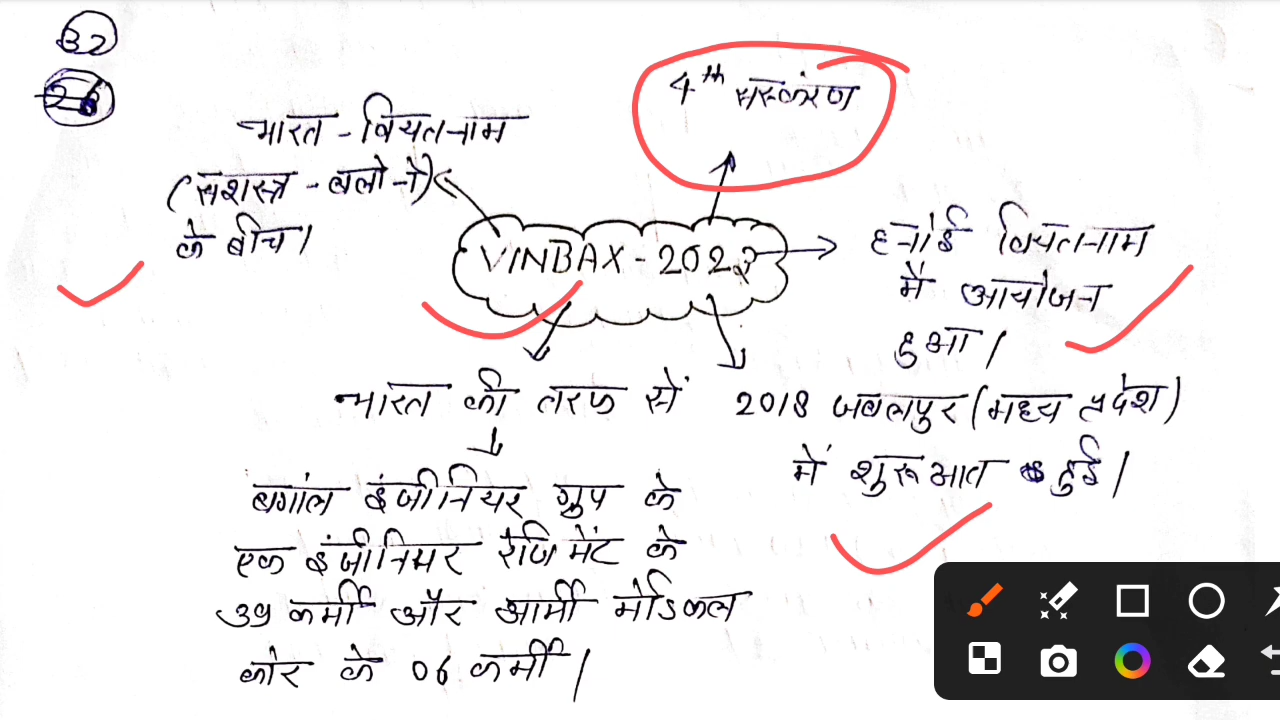 32
4th संस्करण
भारत - वियतनाम
(सशस्त्र - बलो ने)
के बीच।
VINBAX - 2023
हनोई वियतनाम
में आयोजन
हुआ।
भारत की तरफ से
2018 जबलपुर (मध्य प्रदेश)
में शुरूआत हुई।
बगांल इंजीनियर ग्रुप के
एक इंजीनियर रेजिमेंट के
39 कर्मी और आर्मी मेडिकल
कोर के 06 कर्मी।